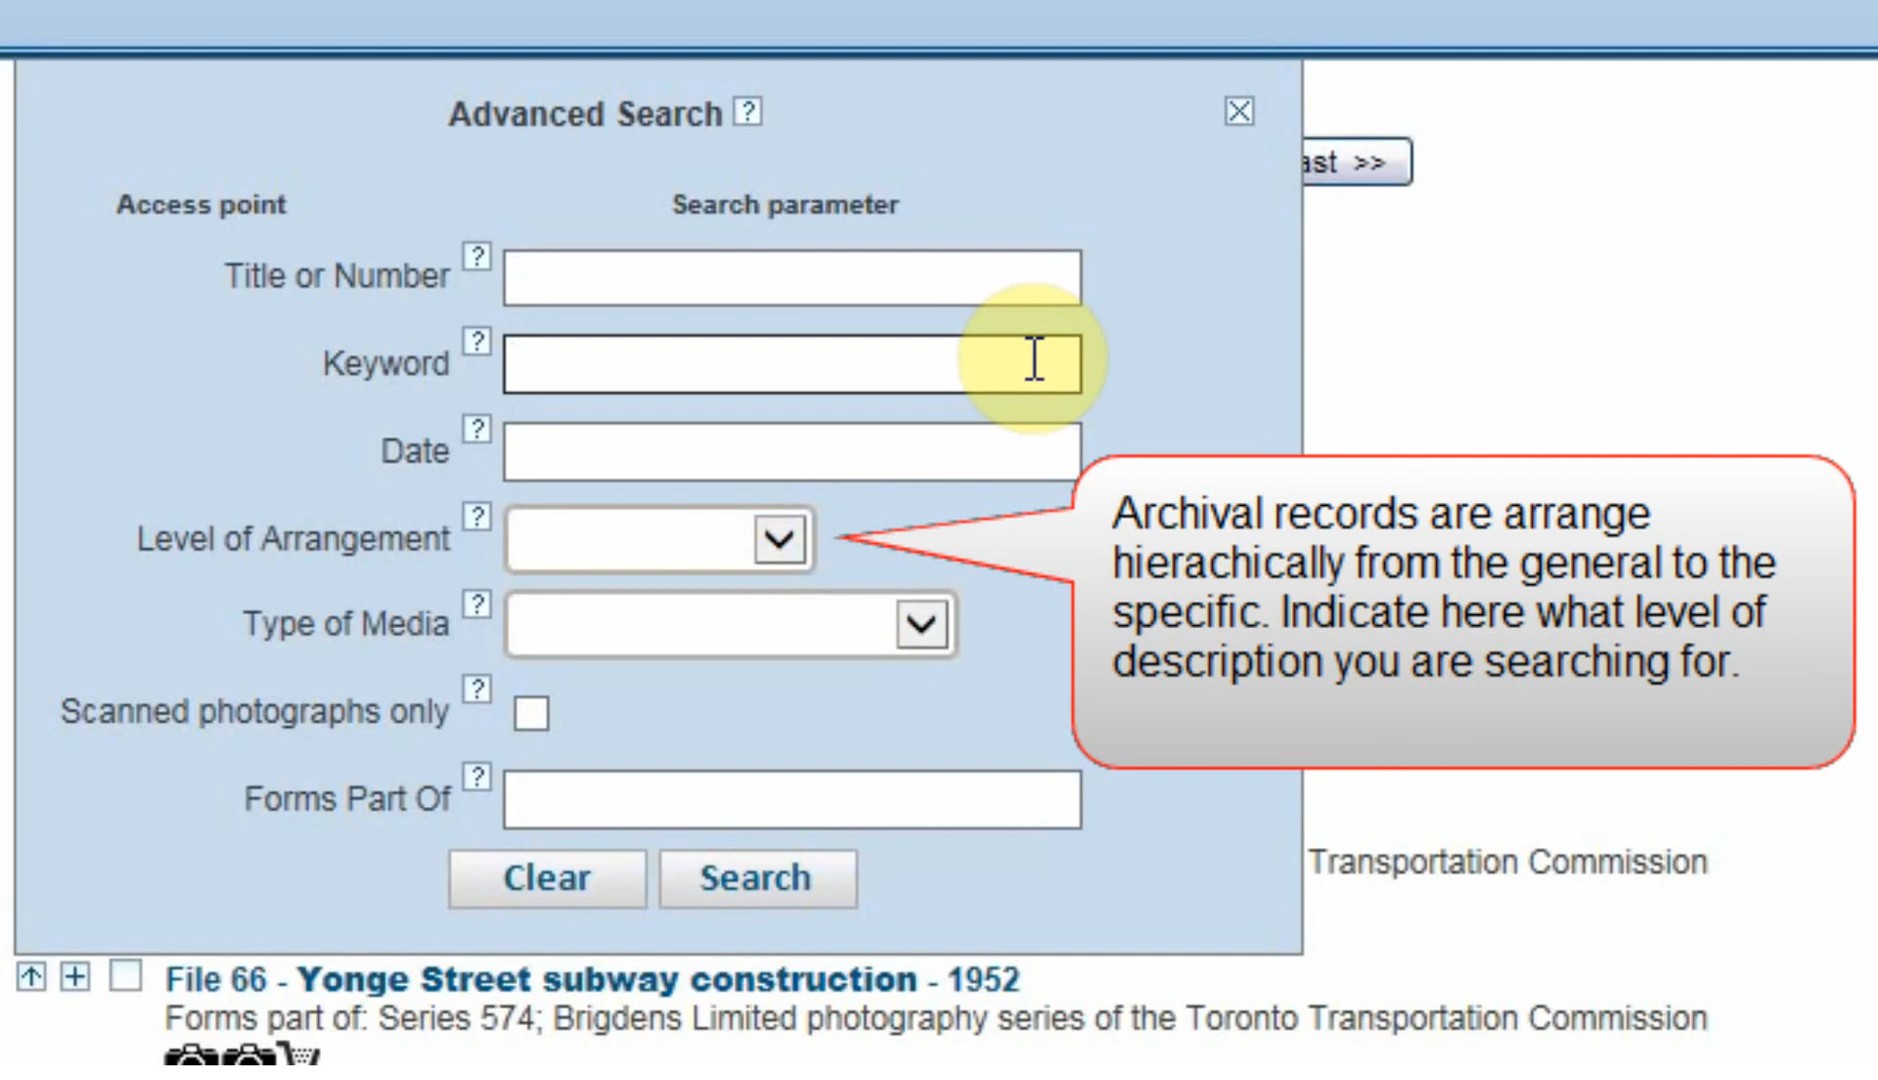 Advanced Search ?
ast >>
Access point Search parameter
Title or Number ?
Keyword ?
Date ?
Level of Arrangement ?
Type of Media ?
Scanned photographs only ?
Forms Part Of ?
Clear Search
Archival records are arrange
hierachically from the general to the
specific. Indicate here what level of
description you are searching for.
Transportation Commission
File 66 - Yonge Street subway construction - 1952
Forms part of: Series 574; Brigdens Limited photography series of the Toronto Transportation Commission